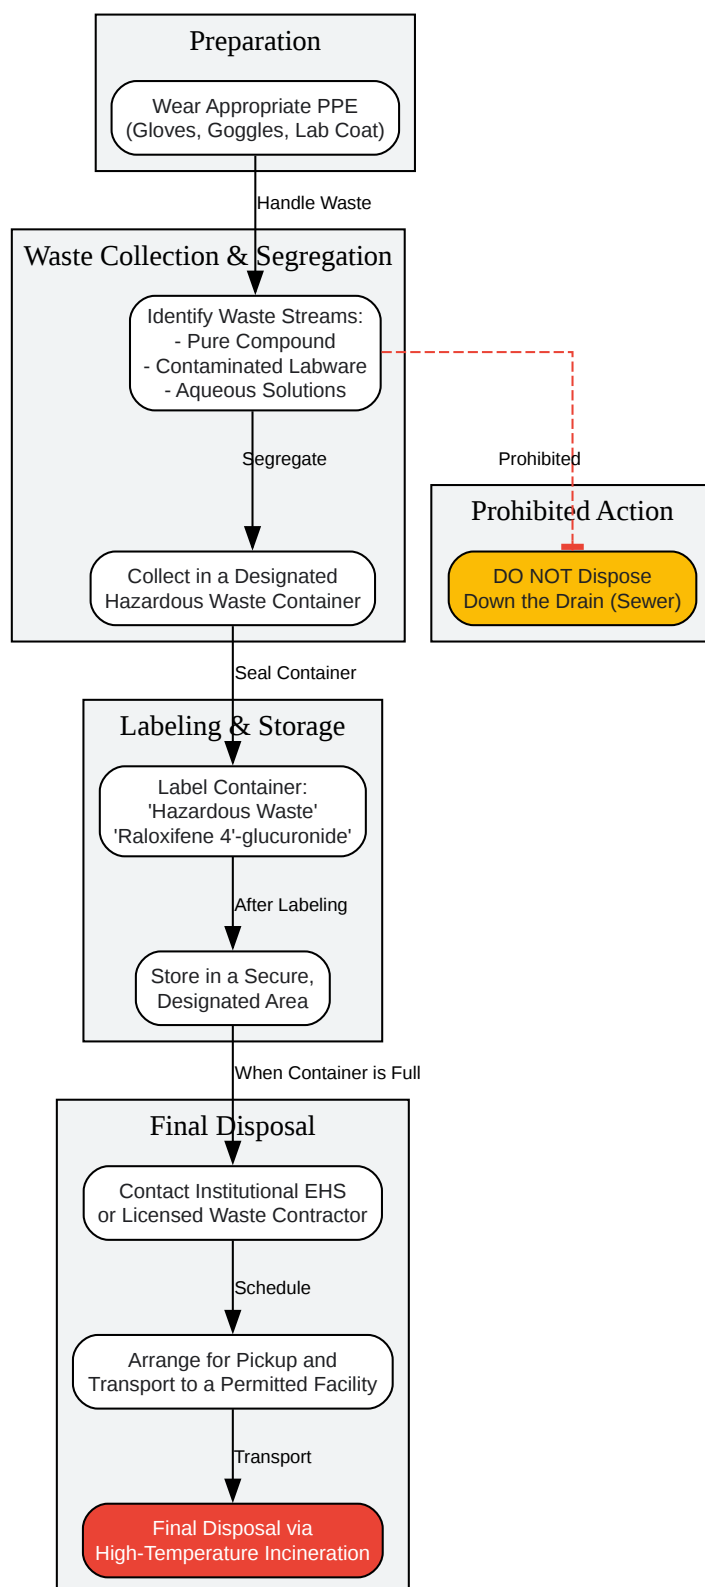 Preparation
Wear Appropriate PPE
(Gloves, Goggles, Lab Coat)
Handle Waste
Waste Collection & Segregation
Identify Waste Streams:
- Pure Compound
- Contaminated Labware
- Aqueous Solutions
Segregate
Prohibited
Prohibited Action
DO NOT Dispose
Down the Drain (Sewer)
Collect in a Designated
Hazardous Waste Container
Seal Container
Labeling & Storage
Label Container:
'Hazardous Waste'
'Raloxifene 4'-glucuronide'
After Labeling
Store in a Secure,
Designated Area
When Container is Full
Final Disposal
Contact Institutional EHS
or Licensed Waste Contractor
Schedule
Arrange for Pickup and
Transport to a Permitted Facility
Transport
Final Disposal via
High-Temperature Incineration